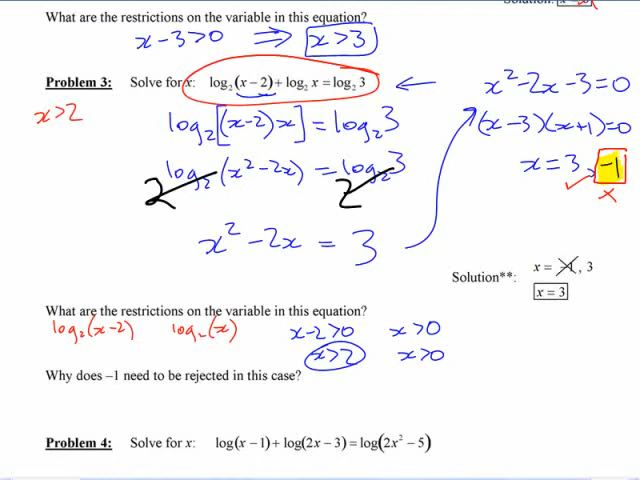 Solution: x =
What are the restrictions on the variable in this equation?
x-3>0 ⟹ x>3
Problem 3: Solve for x: log₂(x − 2) + log₂ x = log₂ 3
x>2
log₂[(x-2)x] = log₂3
log₂(x²-2x) = log₂3
2 2
x²-2x = 3
x²-2x-3=0
(x-3)(x+1)=0
x=3, -1
x
Solution**: x = −1, 3
x = 3
What are the restrictions on the variable in this equation?
log₂(x-2) log₂(x) x-2>0 x>0
x>2 x>0
Why does −1 need to be rejected in this case?
Problem 4: Solve for x: log(x − 1) + log(2x − 3) = log(2x² − 5)